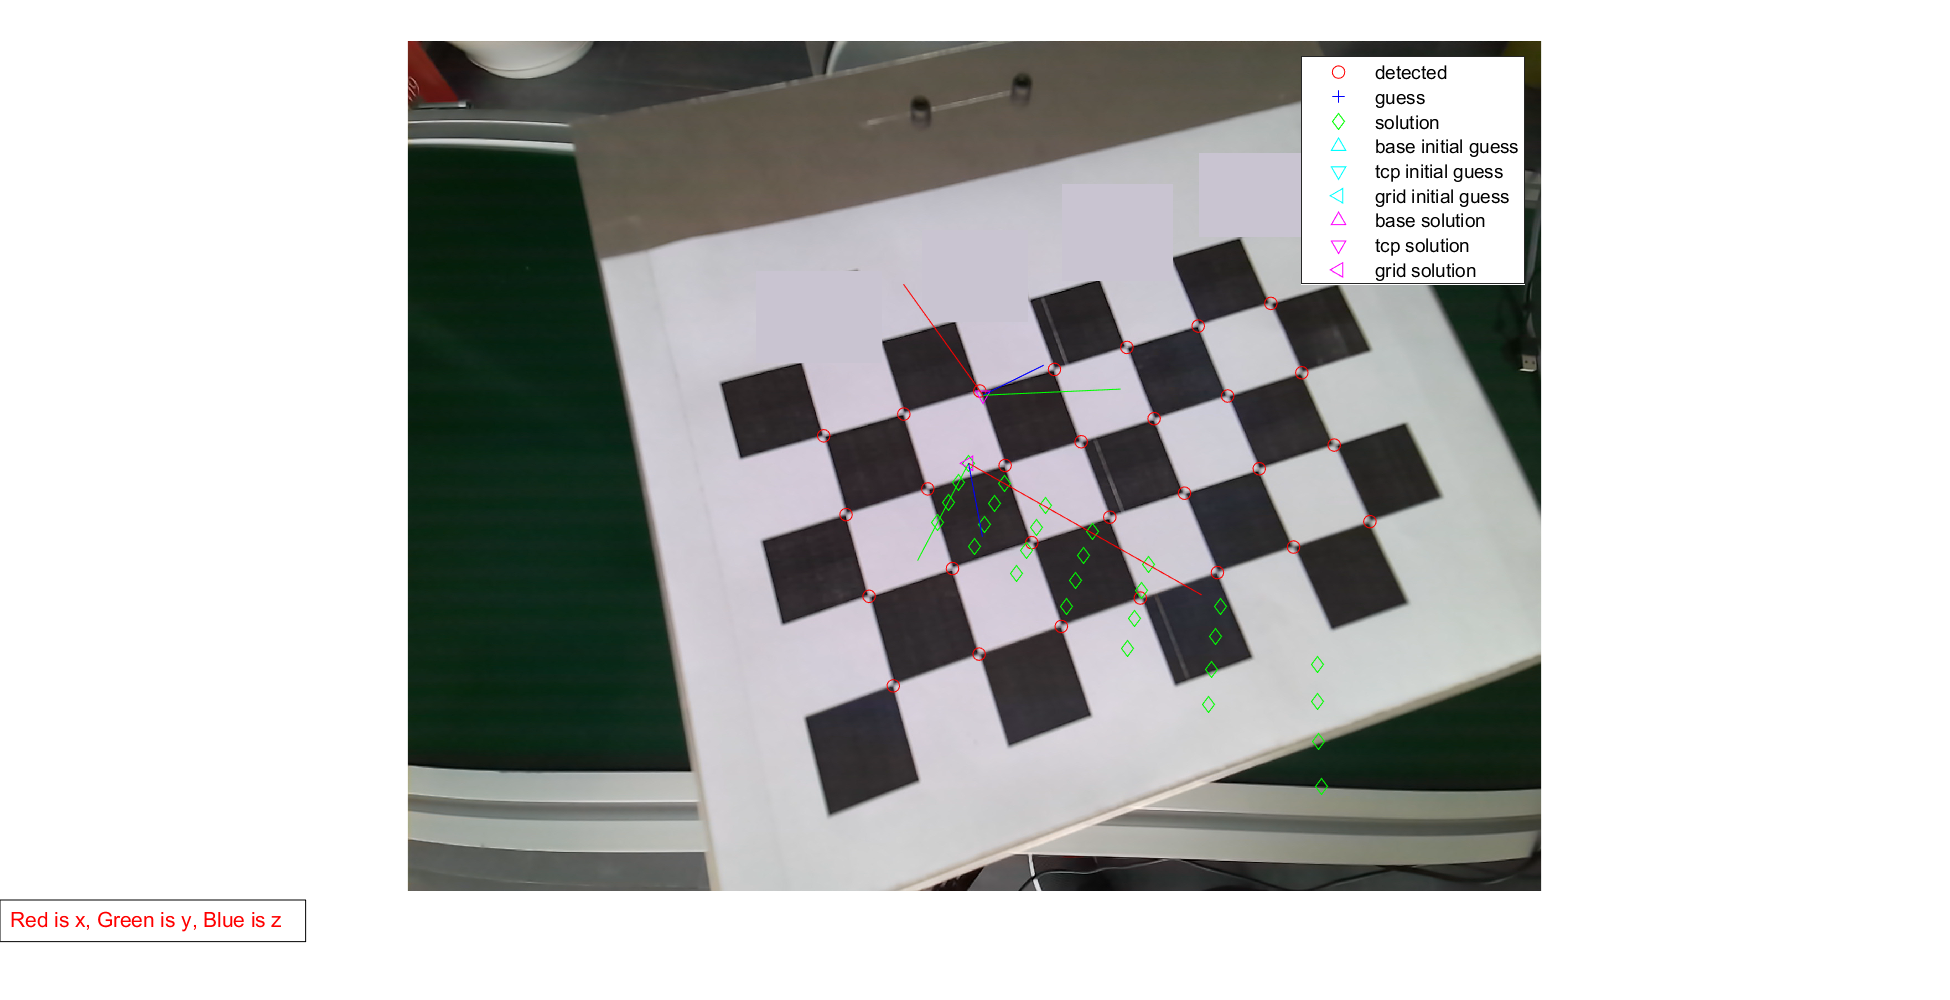 detected
guess
solution
base initial guess
tcp initial guess
grid initial guess
base solution
tcp solution
grid solution
Red is x, Green is y, Blue is z